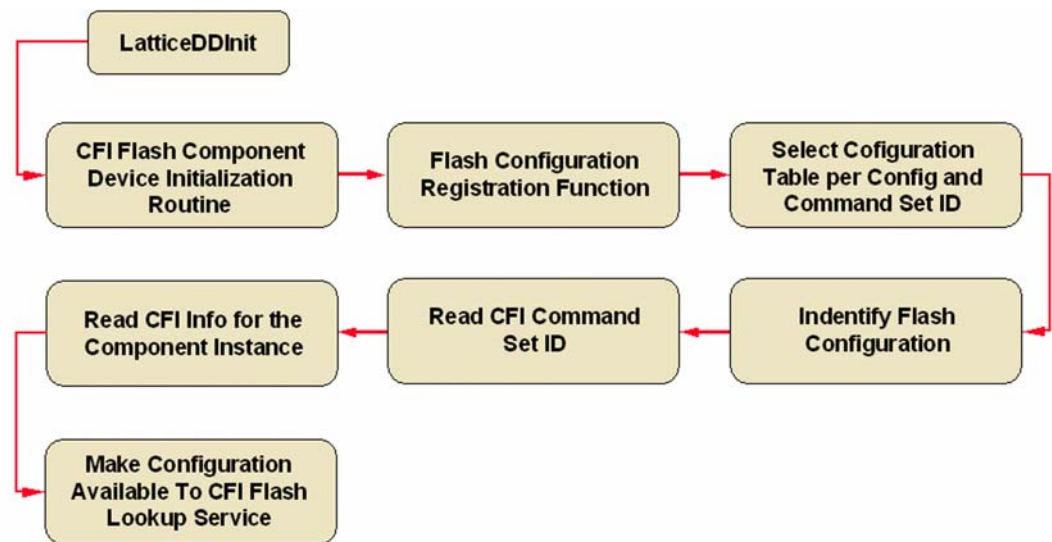 LatticeDDInit
CFI Flash Component
Device Initialization
Routine
Flash Configuration
Registration Function
Select Cofiguration
Table per Config and
Command Set ID
Indentify Flash
Configuration
Read CFI Command
Set ID
Read CFI Info for the
Component Instance
Make Configuration
Available To CFI Flash
Lookup Service